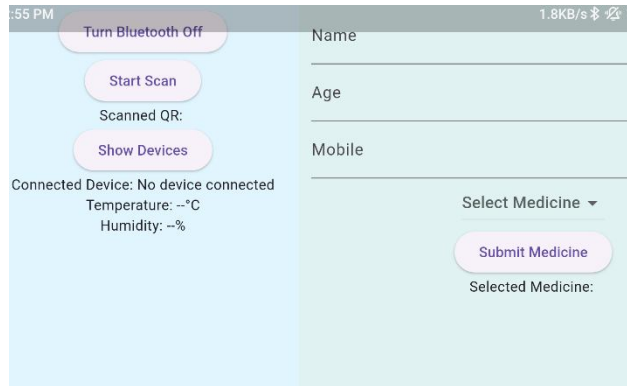 :55 PM
1.8KB/s
Turn Bluetooth Off
Start Scan
Scanned QR:
Show Devices
Connected Device: No device connected
Temperature: --°C
Humidity: --%
Name
Age
Mobile
Select Medicine
Submit Medicine
Selected Medicine: